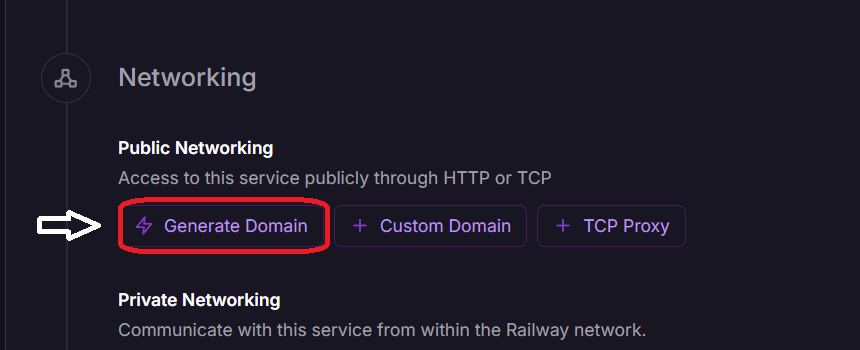 Networking
Public Networking
Access to this service publicly through HTTP or TCP
Generate Domain
Custom Domain
TCP Proxy
Private Networking
Communicate with this service from within the Railway network.